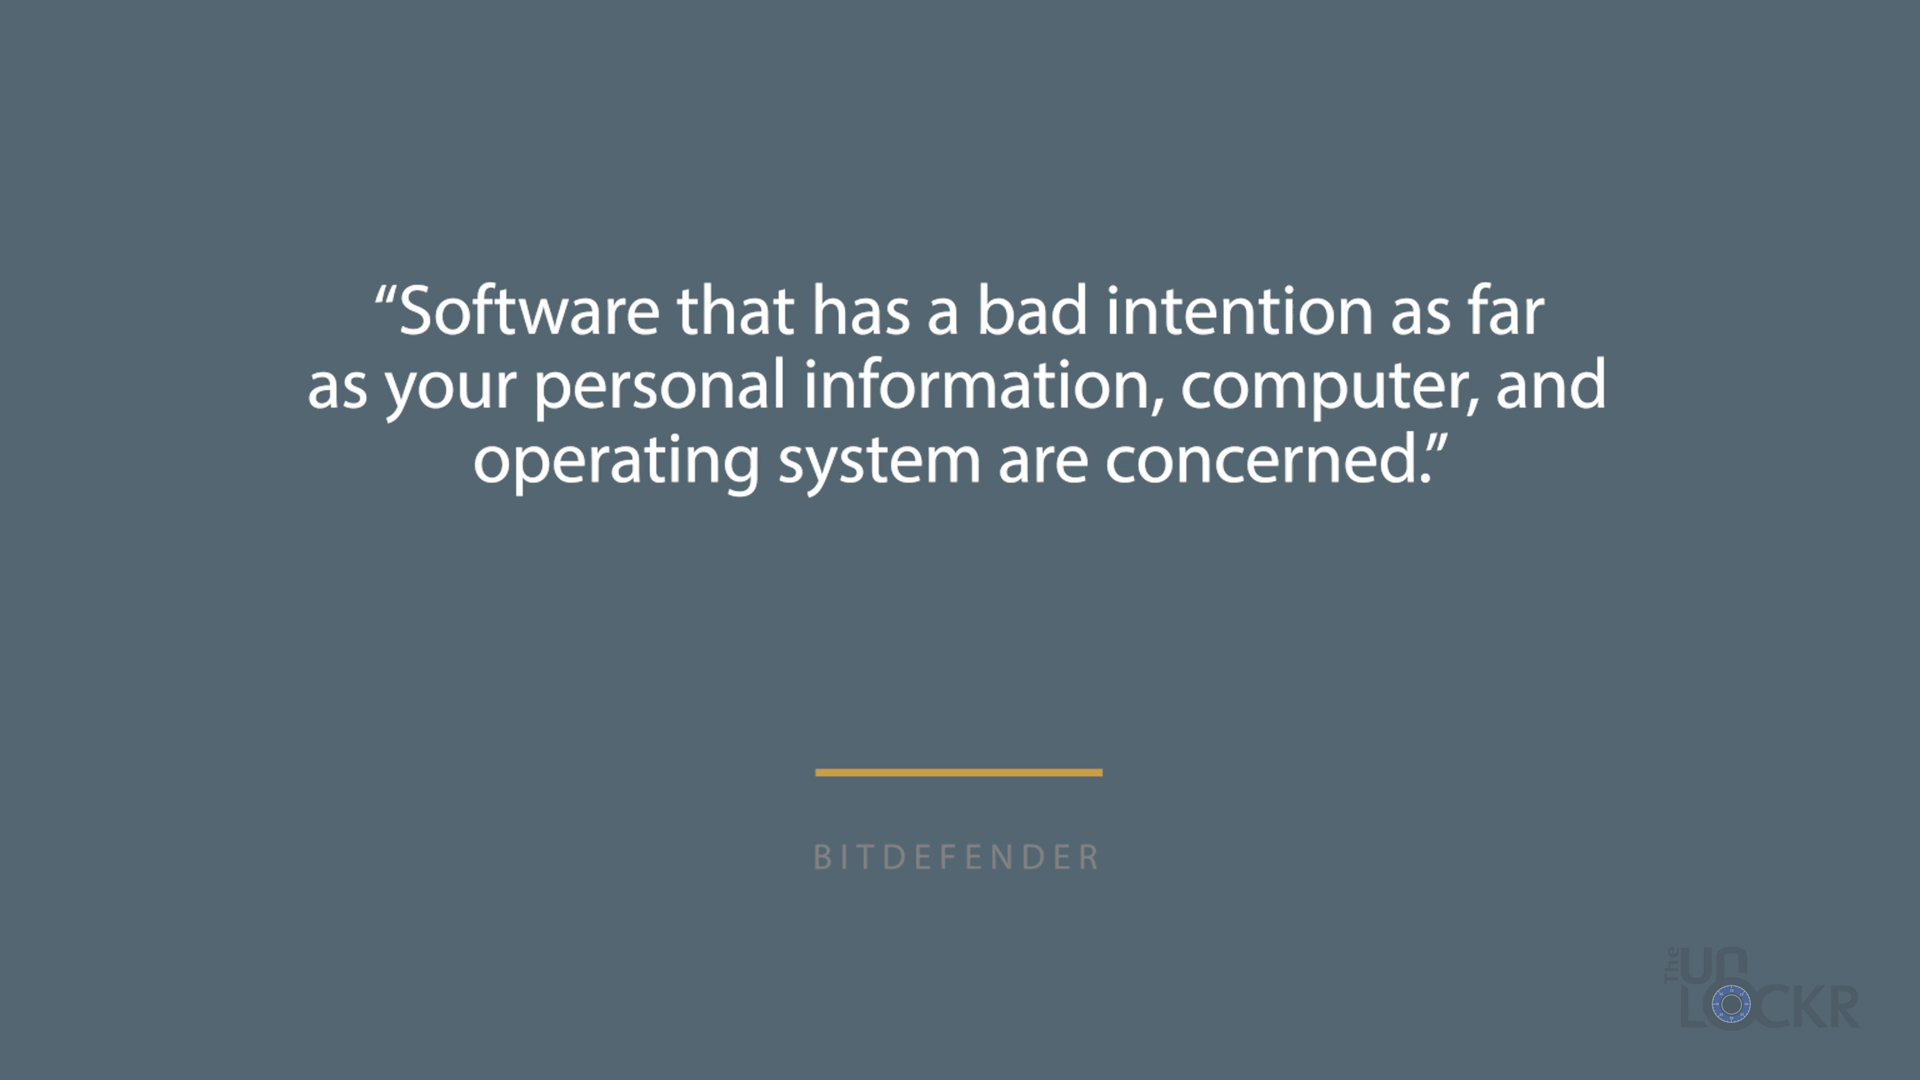 “Software that has a bad intention as far
as your personal information, computer, and
operating system are concerned.”
BITDEFENDER
The
UN
LOCKR